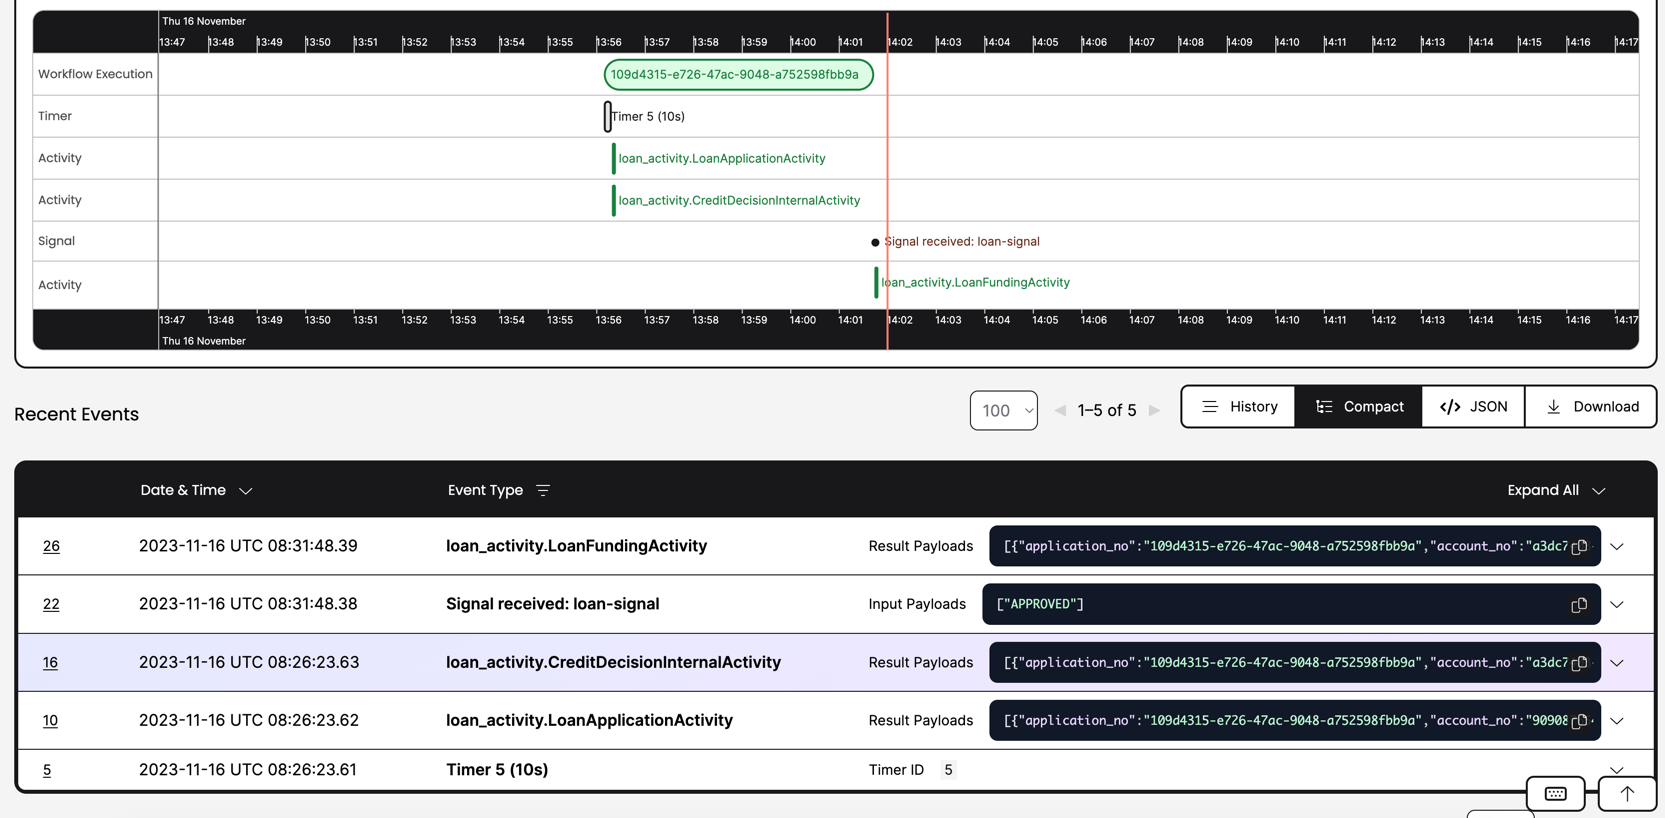 Thu 16 November
13:47 13:48 13:49 13:50 13:51 13:52 13:53 13:54 13:55 13:56 13:57 13:58 13:59 14:00 14:01 14:02 14:03 14:04 14:05 14:06 14:07 14:08 14:09 14:10 14:11 14:12 14:13 14:14 14:15 14:16 14:17
Workflow Execution 109d4315-e726-47ac-9048-a752598fbb9a
Timer Timer 5 (10s)
Activity loan_activity.LoanApplicationActivity
Activity loan_activity.CreditDecisionInternalActivity
Signal Signal received: loan-signal
Activity loan_activity.LoanFundingActivity
13:47 13:48 13:49 13:50 13:51 13:52 13:53 13:54 13:55 13:56 13:57 13:58 13:59 14:00 14:01 14:02 14:03 14:04 14:05 14:06 14:07 14:08 14:09 14:10 14:11 14:12 14:13 14:14 14:15 14:16 14:17
Thu 16 November
Recent Events 100 1–5 of 5 History Compact JSON Download
Date & Time Event Type Expand All
26 2023-11-16 UTC 08:31:48.39 loan_activity.LoanFundingActivity Result Payloads [{"application_no":"109d4315-e726-47ac-9048-a752598fbb9a","account_no":"a3dc7
22 2023-11-16 UTC 08:31:48.38 Signal received: loan-signal Input Payloads ["APPROVED"]
16 2023-11-16 UTC 08:26:23.63 loan_activity.CreditDecisionInternalActivity Result Payloads [{"application_no":"109d4315-e726-47ac-9048-a752598fbb9a","account_no":"a3dc7
10 2023-11-16 UTC 08:26:23.62 loan_activity.LoanApplicationActivity Result Payloads [{"application_no":"109d4315-e726-47ac-9048-a752598fbb9a","account_no":"90908
5 2023-11-16 UTC 08:26:23.61 Timer 5 (10s) Timer ID 5